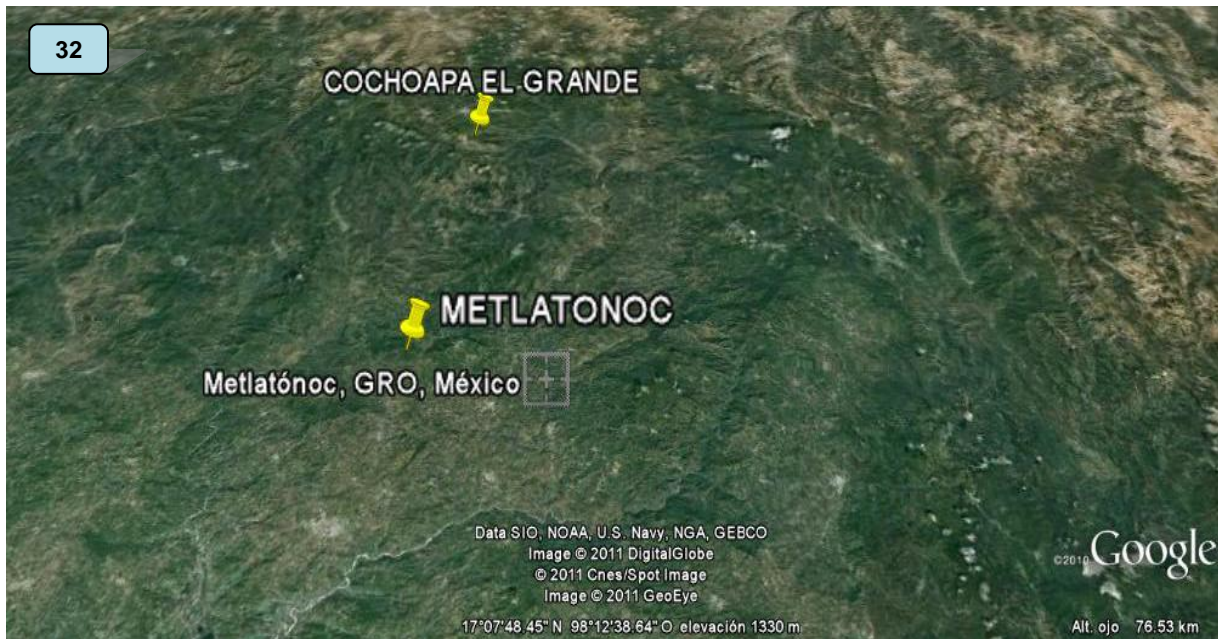 32
COCHOAPA EL GRANDE
METLATONOC
Metlatónoc, GRO, México
Data SIO, NOAA, U.S. Navy, NGA, GEBCO
Image © 2011 DigitalGlobe
© 2011 Cnes/Spot Image
Image © 2011 GeoEye
©2010 Google
17°07'48.45" N 98°12'38.64" O elevación 1330 m
Alt. ojo 76.53 km